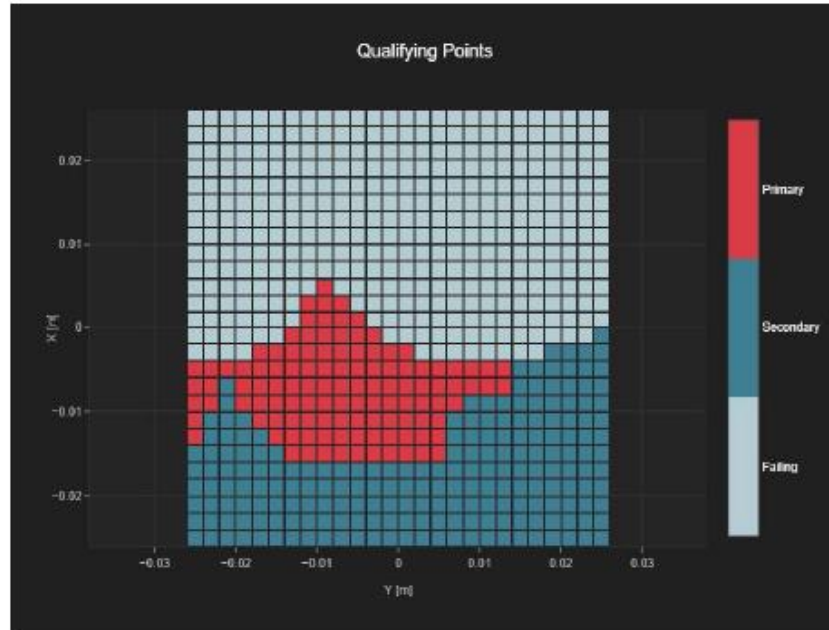 Qualifying Points
0.02
0.01
0
−0.01
−0.02
X [m]
−0.03
−0.02
−0.01
0
0.01
0.02
0.03
Y [m]
Primary
Secondary
Failing